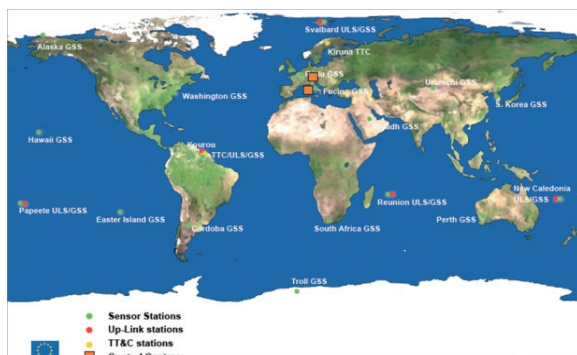 Svalbard ULS/GSS
Alaska GSS
Kiruna TTC
GSS
Urumchi GSS
Fucino GSS
Washington GSS
S. Korea GSS
Hawaii GSS
Kourou
TTC/ULS/GSS
New Caledonia
ULS/GSS
Reunion ULS/GSS
Papeete ULS/GSS
Easter Island GSS
Cordoba GSS
South Africa GSS
Perth GSS
Troll GSS
Sensor Stations
Up-Link stations
TT&C stations